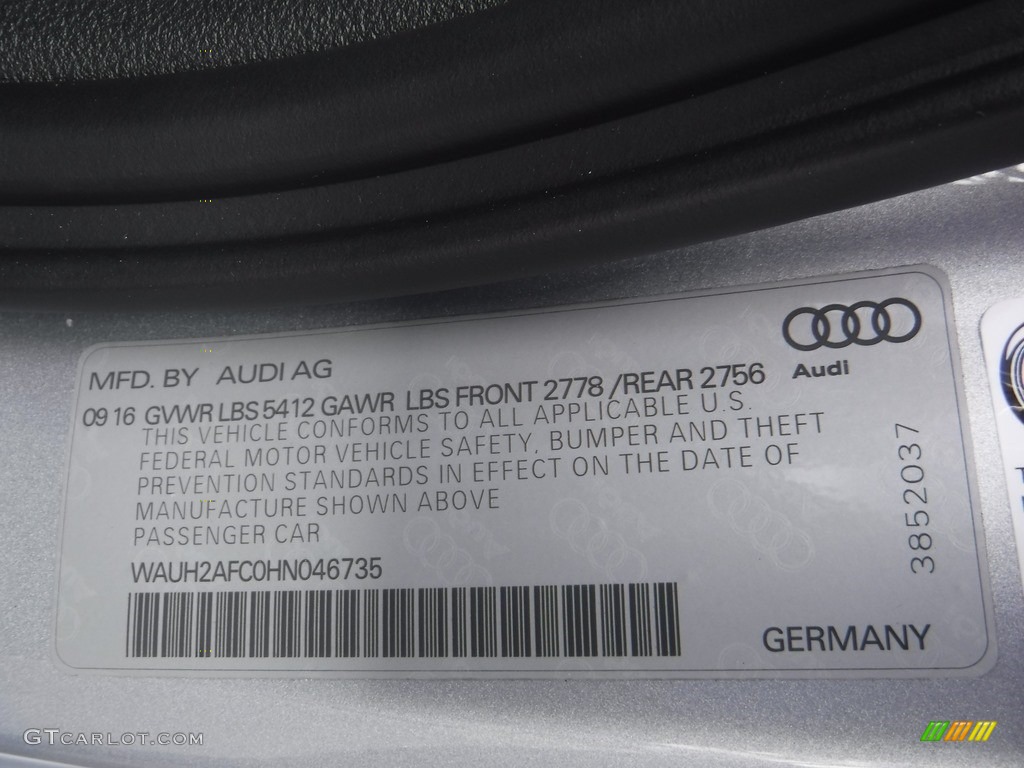 Audi
MFD. BY AUDI AG
09 16 GVWR LBS 5412 GAWR LBS FRONT 2778 /REAR 2756
THIS VEHICLE CONFORMS TO ALL APPLICABLE U.S.
FEDERAL MOTOR VEHICLE SAFETY, BUMPER AND THEFT
PREVENTION STANDARDS IN EFFECT ON THE DATE OF
MANUFACTURE SHOWN ABOVE
PASSENGER CAR
WAUH2AFC0HN046735
3852037
GERMANY
GTCARLOT.COM